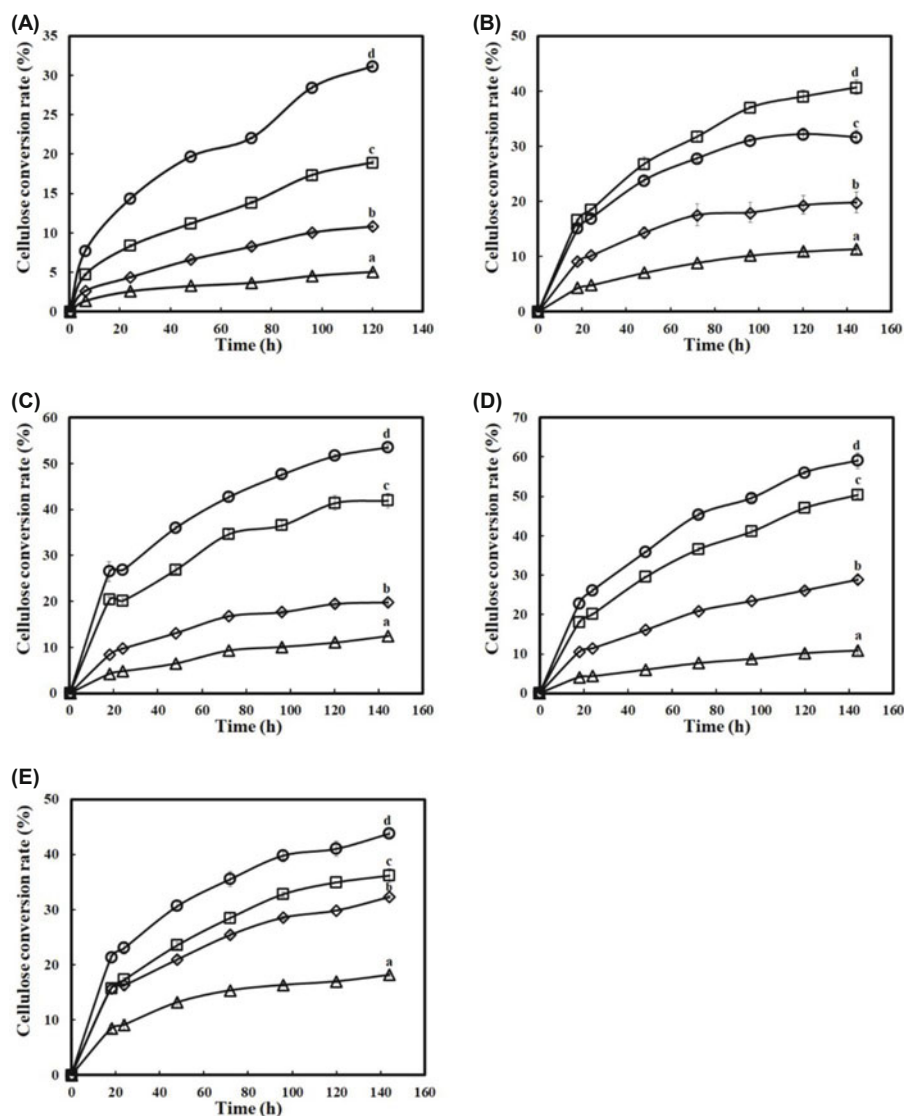 (A)
Cellulose conversion rate (%)
35
30
25
20
15
10
5
0
d
c
b
a
0 20 40 60 80 100 120 140
Time (h)
(B)
Cellulose conversion rate (%)
50
40
30
20
10
0
d
c
b
a
0 20 40 60 80 100 120 140 160
Time (h)
(C)
Cellulose conversion rate (%)
60
50
40
30
20
10
0
d
c
b
a
0 20 40 60 80 100 120 140 160
Time (h)
(D)
Cellulose conversion rate (%)
70
60
50
40
30
20
10
0
d
c
b
a
0 20 40 60 80 100 120 140 160
Time (h)
(E)
Cellulose conversion rate (%)
50
40
30
20
10
0
d
c
b
a
0 20 40 60 80 100 120 140 160
Time (h)